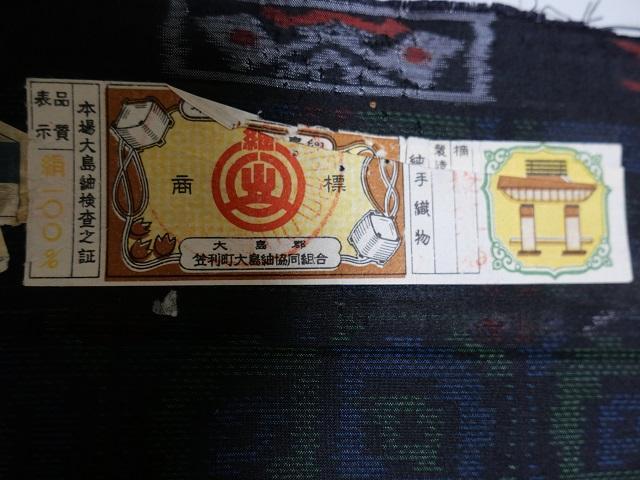 品質
表示
絹一〇〇%
本場大島紬検査之証
商標
大島郡
笠利町大島紬協同組合
製造
紬手織物